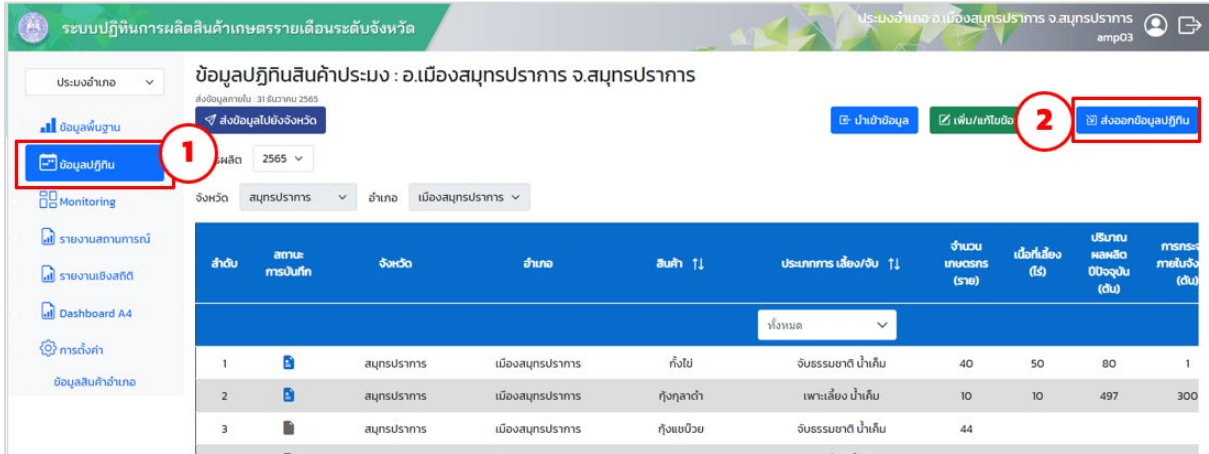 ระบบปฏิทินการผลิตสินค้าเกษตรรายเดือนระดับจังหวัด
ประมงอำเภอ อ.เมืองสมุทรปราการ จ.สมุทรปราการ
amp03
ประมงอำเภอ
ข้อมูลปฏิทินสินค้าประมง : อ.เมืองสมุทรปราการ จ.สมุทรปราการ
ส่งข้อมูลภายใน : 31 ธันวาคม 2565
ข้อมูลพื้นฐาน
ส่งข้อมูลไปยังจังหวัด
นำเข้าข้อมูล
เพิ่ม/แก้ไขข้อ
2
ส่งออกข้อมูลปฏิทิน
1
ข้อมูลปฏิทิน
รผลิต 2565
Monitoring
จังหวัด สมุทรปราการ อำเภอ เมืองสมุทรปราการ
รายงานสถานการณ์
รายงานเชิงสถิติ
Dashboard A4
การตั้งค่า
ข้อมูลสินค้าอำเภอ
ลำดับ สถานะการบันทึก จังหวัด อำเภอ สินค้า ประเภทการ เลี้ยง/จับ จำนวนเกษตรกร (ราย) เนื้อที่เลี้ยง (ไร่) ปริมาณผลผลิตปัจจุบัน (ตัน) การกระจ ภายในจัง (ตัน)
ทั้งหมด
1 สมุทรปราการ เมืองสมุทรปราการ กั้งไข่ จับธรรมชาติ น้ำเค็ม 40 50 80 1
2 สมุทรปราการ เมืองสมุทรปราการ กุ้งกุลาดำ เพาะเลี้ยง น้ำเค็ม 10 10 497 300
3 สมุทรปราการ เมืองสมุทรปราการ กุ้งแชบ๊วย จับธรรมชาติ น้ำเค็ม 44